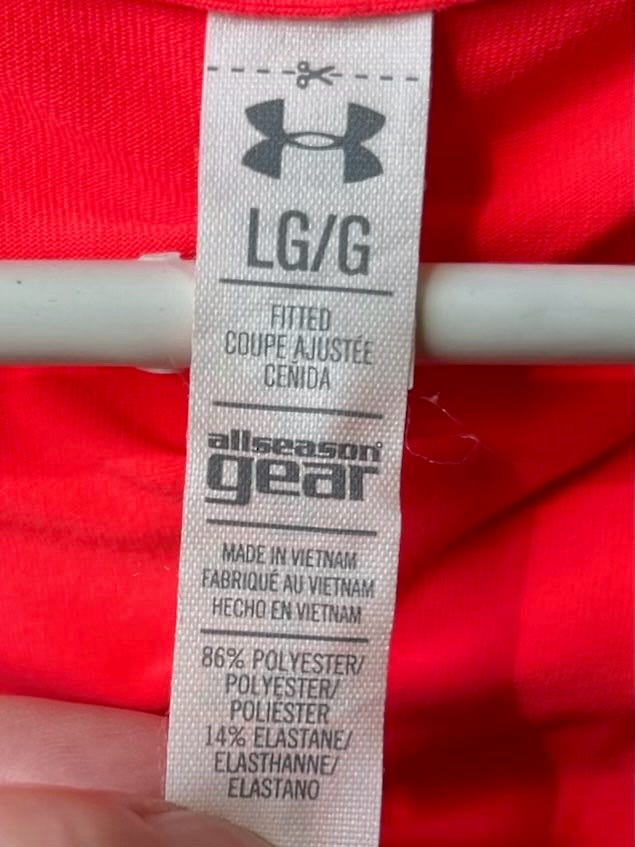 LG/G
FITTED
COUPE AJUSTÉE
CEÑIDA
allseason®
gear
MADE IN VIETNAM
FABRIQUÉ AU VIETNAM
HECHO EN VIETNAM
86% POLYESTER/
POLYESTER/
POLIÉSTER
14% ELASTANE/
ELASTHANNE/
ELASTANO